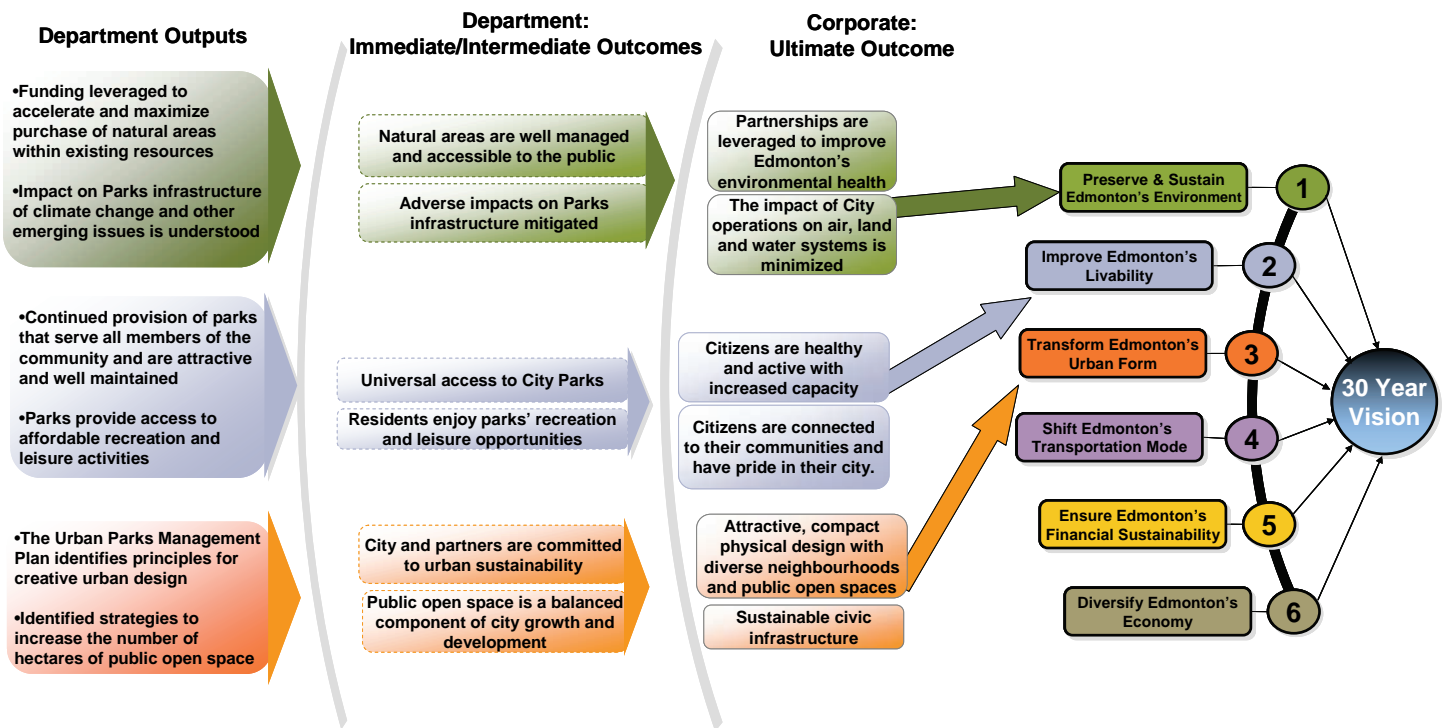 Department Outputs
•Funding leveraged to
accelerate and maximize
purchase of natural areas
within existing resources
•Impact on Parks infrastructure
of climate change and other
emerging issues is understood
•Continued provision of parks
that serve all members of the
community and are attractive
and well maintained
•Parks provide access to
affordable recreation and
leisure activities
•The Urban Parks Management
Plan identifies principles for
creative urban design
•Identified strategies to
increase the number of
hectares of public open space
Department:
Immediate/Intermediate Outcomes
Natural areas are well managed
and accessible to the public
Adverse impacts on Parks
infrastructure mitigated
Universal access to City Parks
Residents enjoy parks’ recreation
and leisure opportunities
City and partners are committed
to urban sustainability
Public open space is a balanced
component of city growth and
development
Corporate:
Ultimate Outcome
Partnerships are
leveraged to improve
Edmonton’s
environmental health
The impact of City
operations on air, land
and water systems is
minimized
Citizens are healthy
and active with
increased capacity
Citizens are connected
to their communities and
have pride in their city.
Attractive, compact
physical design with
diverse neighbourhoods
and public open spaces
Sustainable civic
infrastructure
Preserve & Sustain
Edmonton’s Environment
1
Improve Edmonton’s
Livability
2
Transform Edmonton’s
Urban Form
3
Shift Edmonton’s
Transportation Mode
4
Ensure Edmonton’s
Financial Sustainability
5
Diversify Edmonton’s
Economy
6
30 Year
Vision